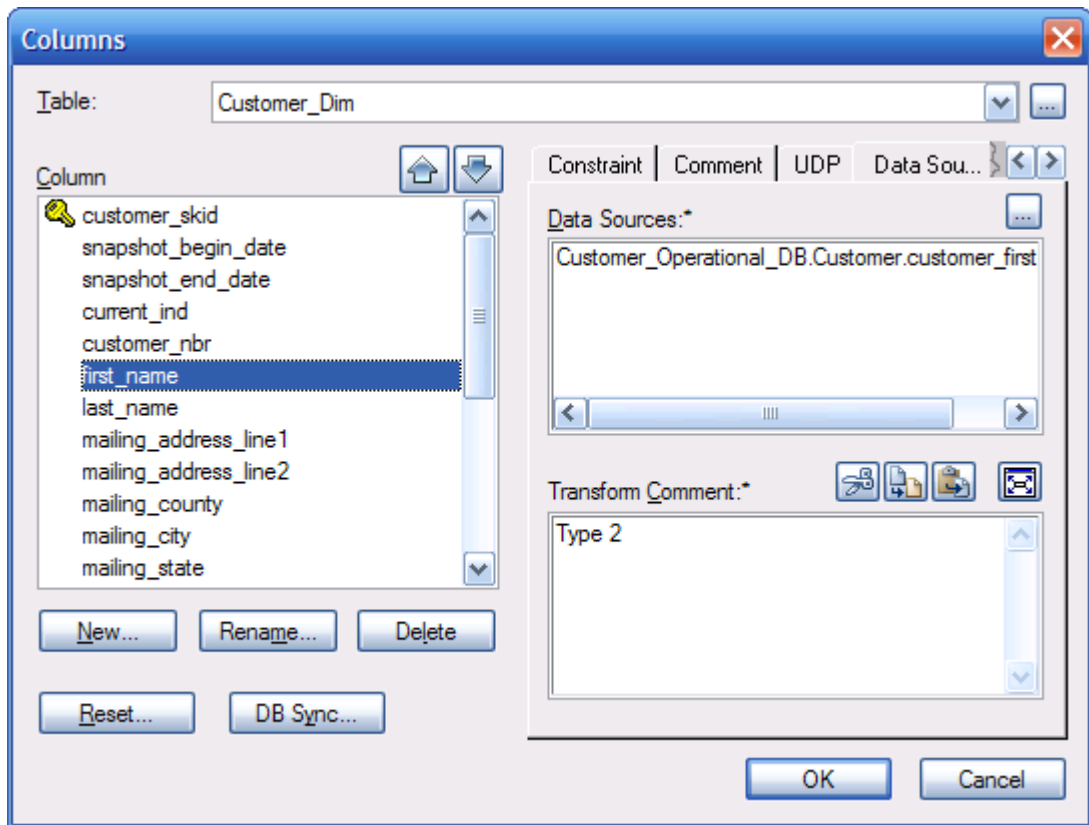 Columns
Table:
Customer_Dim
...
Column
customer_skid
snapshot_begin_date
snapshot_end_date
current_ind
customer_nbr
first_name
last_name
mailing_address_line1
mailing_address_line2
mailing_county
mailing_city
mailing_state
New...
Rename...
Delete
Reset...
DB Sync...
Constraint
Comment
UDP
Data Sou...
Data Sources:*
...
Customer_Operational_DB.Customer.customer_first
Transform Comment:*
Type 2
OK
Cancel